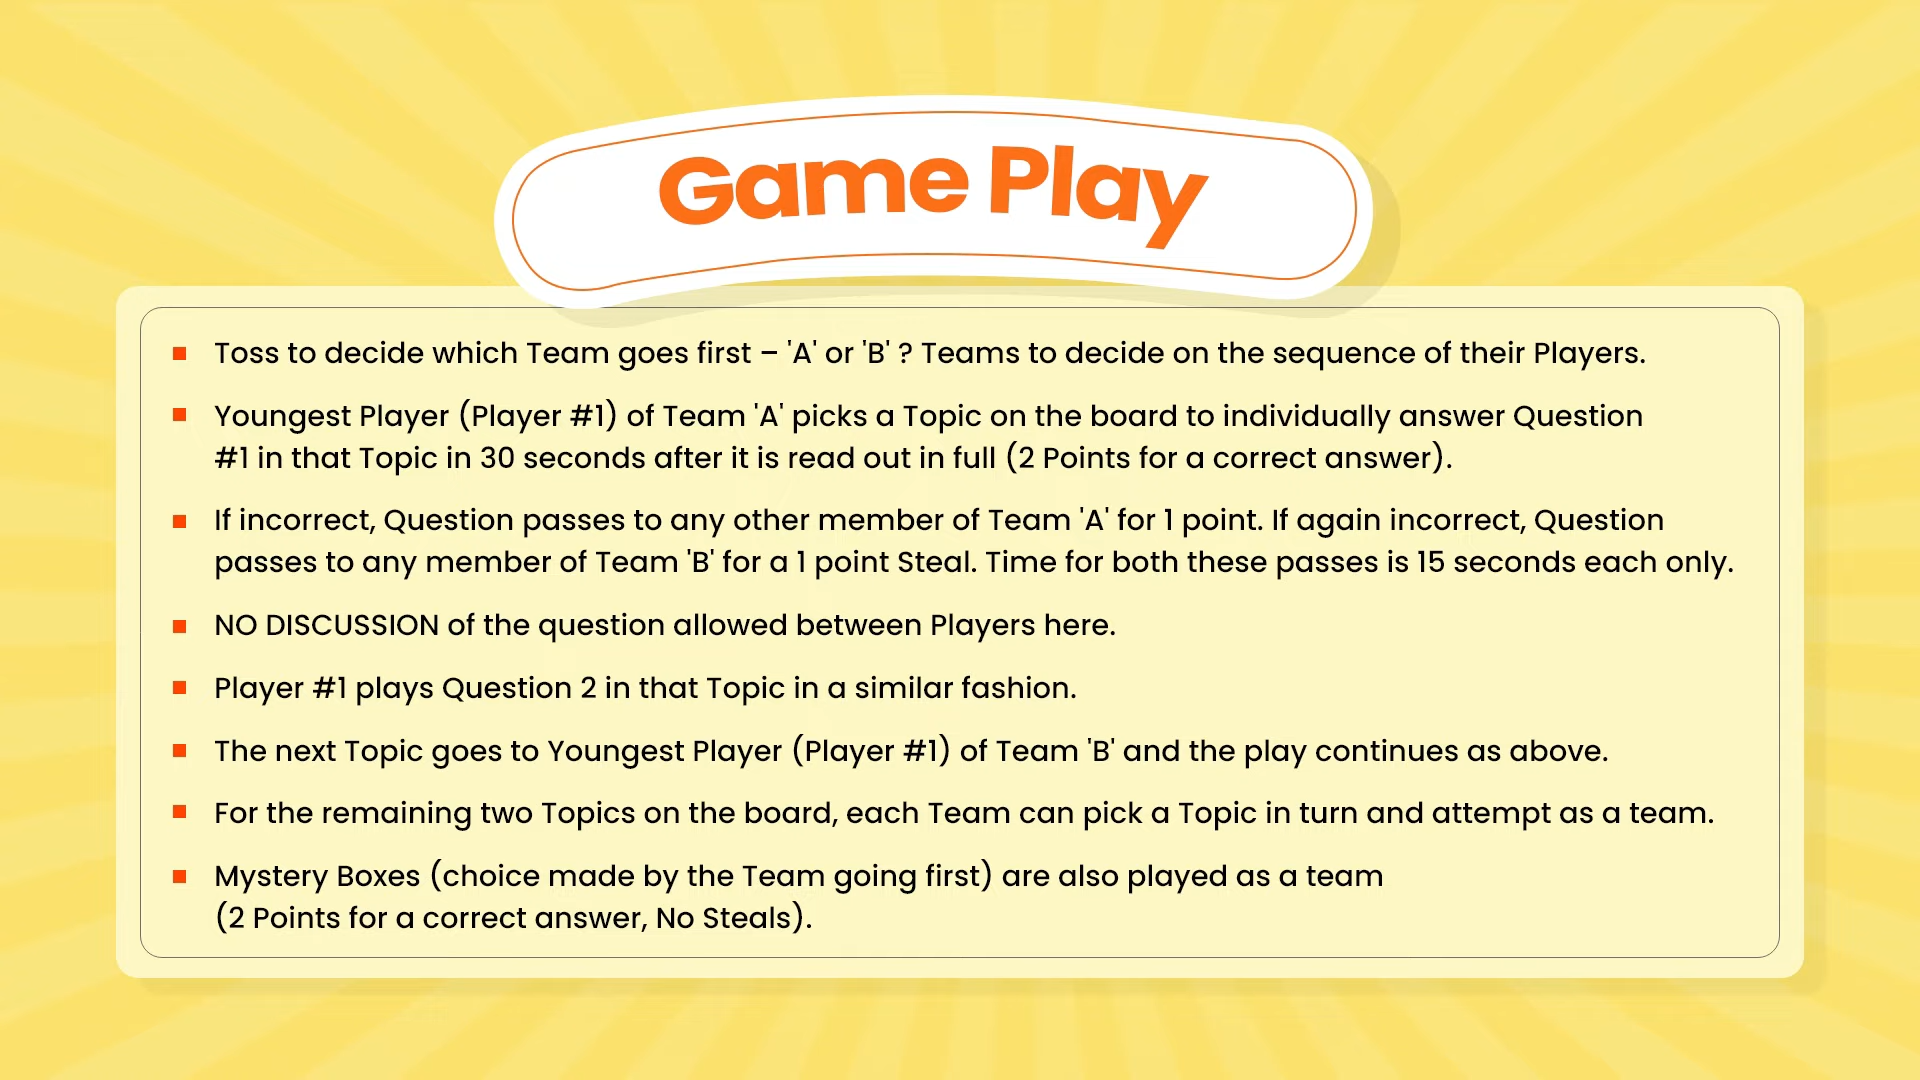 Game Play
Toss to decide which Team goes first – 'A' or 'B' ? Teams to decide on the sequence of their Players.
Youngest Player (Player #1) of Team 'A' picks a Topic on the board to individually answer Question
#1 in that Topic in 30 seconds after it is read out in full (2 Points for a correct answer).
If incorrect, Question passes to any other member of Team 'A' for 1 point. If again incorrect, Question
passes to any member of Team 'B' for a 1 point Steal. Time for both these passes is 15 seconds each only.
NO DISCUSSION of the question allowed between Players here.
Player #1 plays Question 2 in that Topic in a similar fashion.
The next Topic goes to Youngest Player (Player #1) of Team 'B' and the play continues as above.
For the remaining two Topics on the board, each Team can pick a Topic in turn and attempt as a team.
Mystery Boxes (choice made by the Team going first) are also played as a team
(2 Points for a correct answer, No Steals).